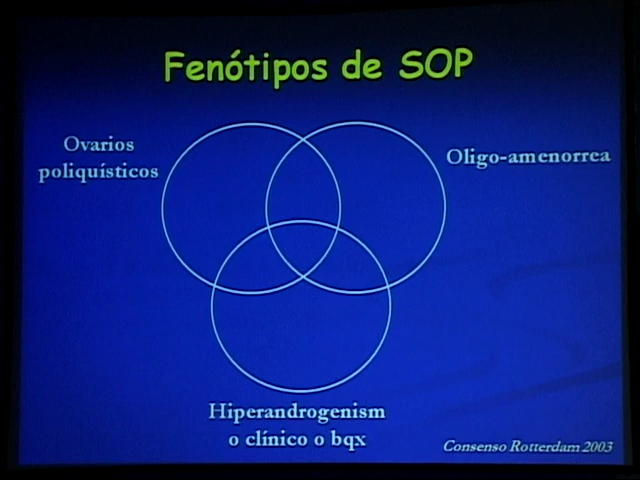 Fenótipos de SOP
Ovarios
poliquísticos
Oligo-amenorrea
Hiperandrogenism
o clínico o bqx
Consenso Rotterdam 2003